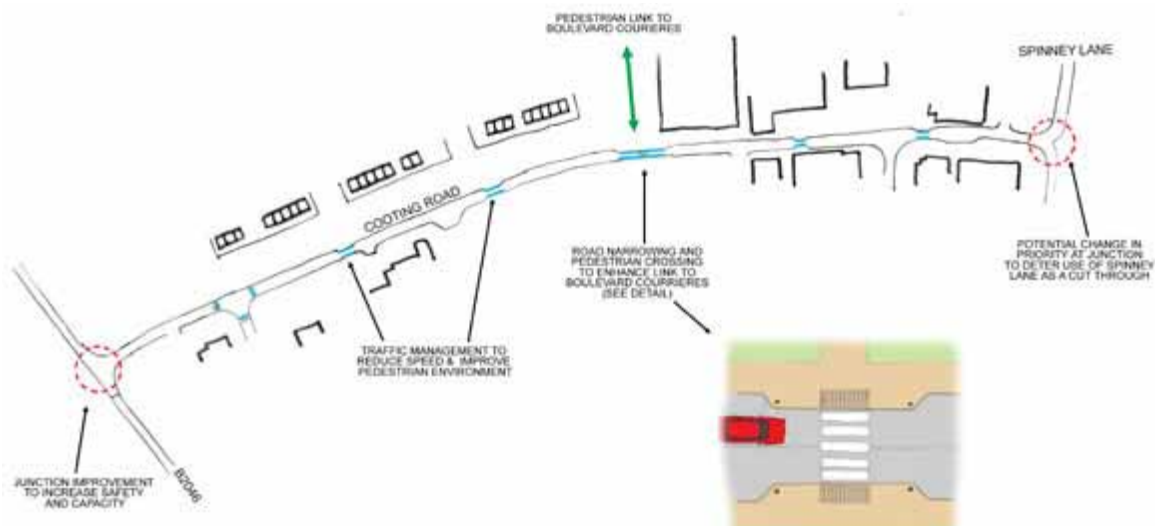 PEDESTRIAN LINK TO
BOULEVARD COURIERES
SPINNEY LANE
COOTING ROAD
ROAD NARROWING AND
PEDESTRIAN CROSSING
TO ENHANCE LINK TO
BOULEVARD COURRIERES
(SEE DETAIL)
POTENTIAL CHANGE IN
PRIORITY AT JUNCTION
TO DETER USE OF SPINNEY
LANE AS A CUT THROUGH
TRAFFIC MANAGEMENT TO
REDUCE SPEED & IMPROVE
PEDESTRIAN ENVIRONMENT
JUNCTION IMPROVEMENT
TO INCREASE SAFETY
AND CAPACITY
B2046